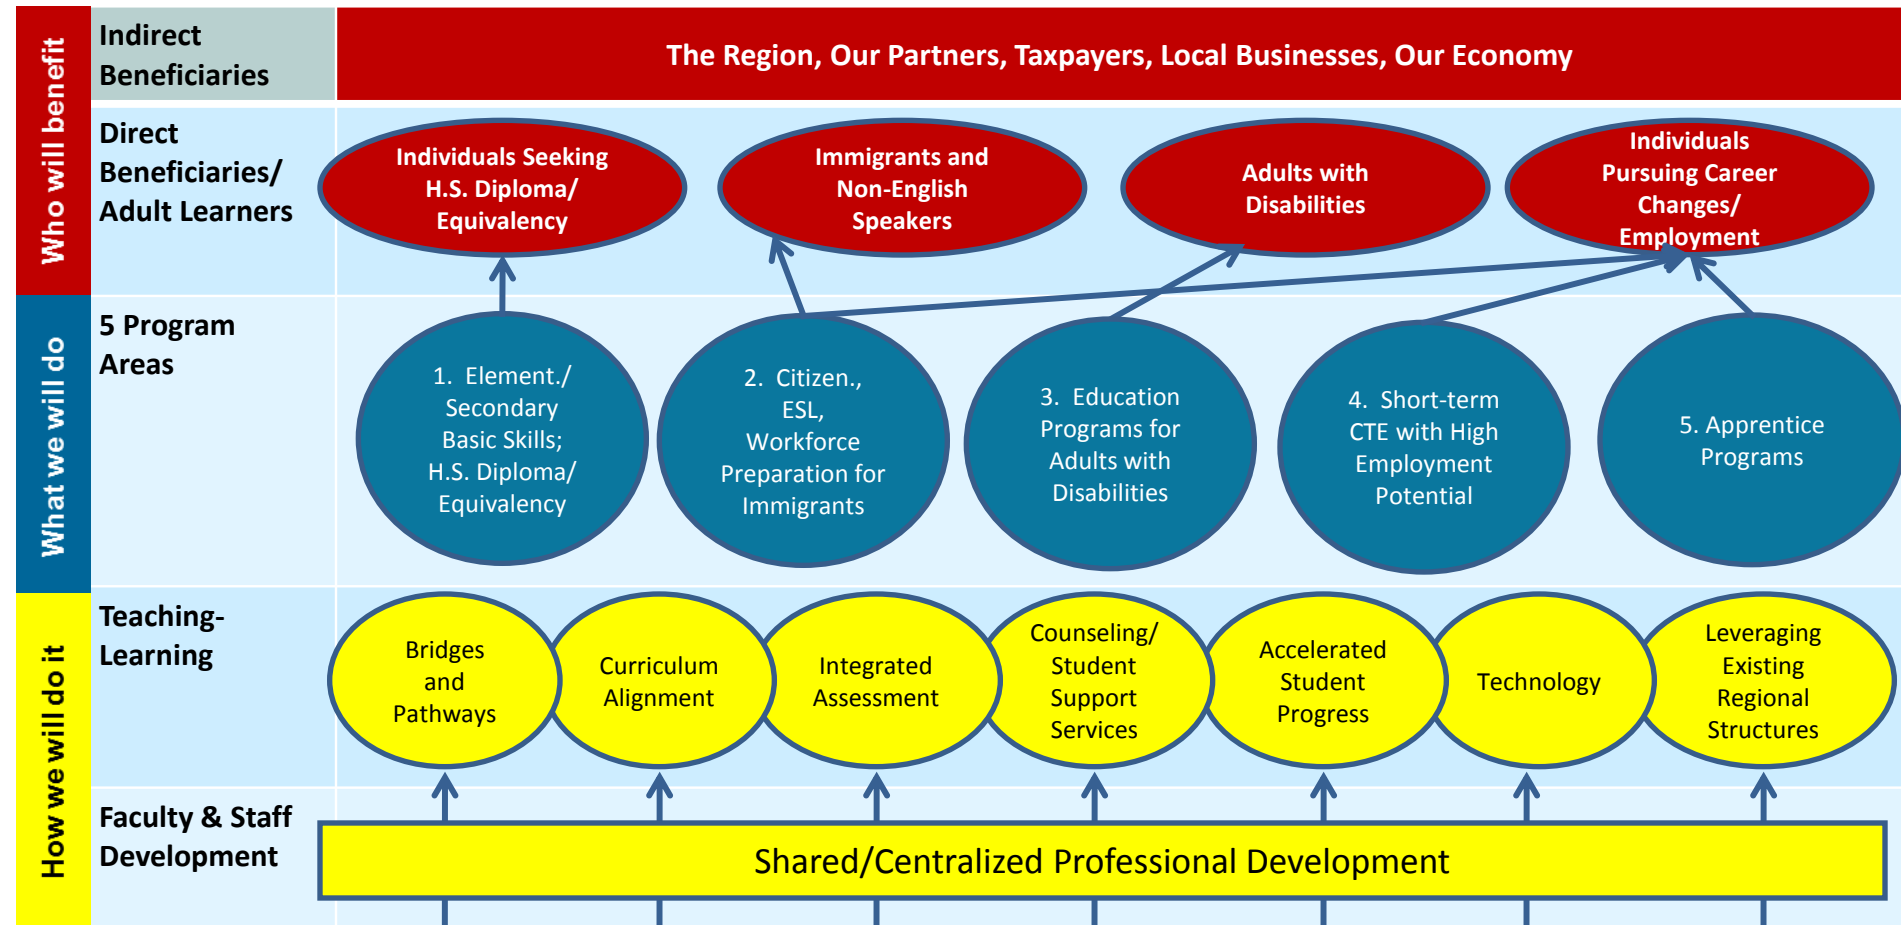 Who will benefit
Indirect
Beneficiaries
The Region, Our Partners, Taxpayers, Local Businesses, Our Economy
Direct
Beneficiaries/
Adult Learners
Individuals Seeking
H.S. Diploma/
Equivalency
Immigrants and
Non-English
Speakers
Adults with
Disabilities
Individuals
Pursuing Career
Changes/
Employment
What we will do
5 Program
Areas
1. Element./
Secondary
Basic Skills;
H.S. Diploma/
Equivalency
2. Citizen.,
ESL,
Workforce
Preparation for
Immigrants
3. Education
Programs for
Adults with
Disabilities
4. Short-term
CTE with High
Employment
Potential
5. Apprentice
Programs
How we will do it
Teaching-
Learning
Bridges
and
Pathways
Curriculum
Alignment
Integrated
Assessment
Counseling/
Student
Support
Services
Accelerated
Student
Progress
Technology
Leveraging
Existing
Regional
Structures
Faculty & Staff
Development
Shared/Centralized Professional Development